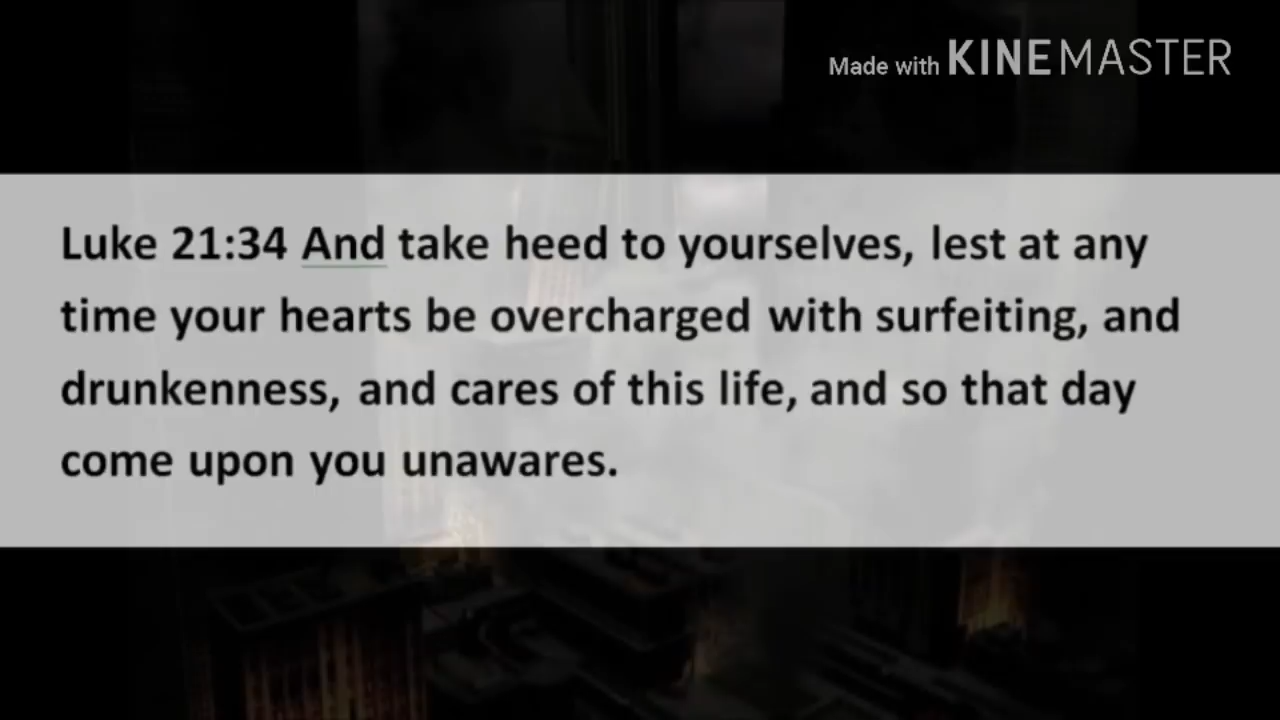 Made with KINEMASTER
Luke 21:34 And take heed to yourselves, lest at any
time your hearts be overcharged with surfeiting, and
drunkenness, and cares of this life, and so that day
come upon you unawares.